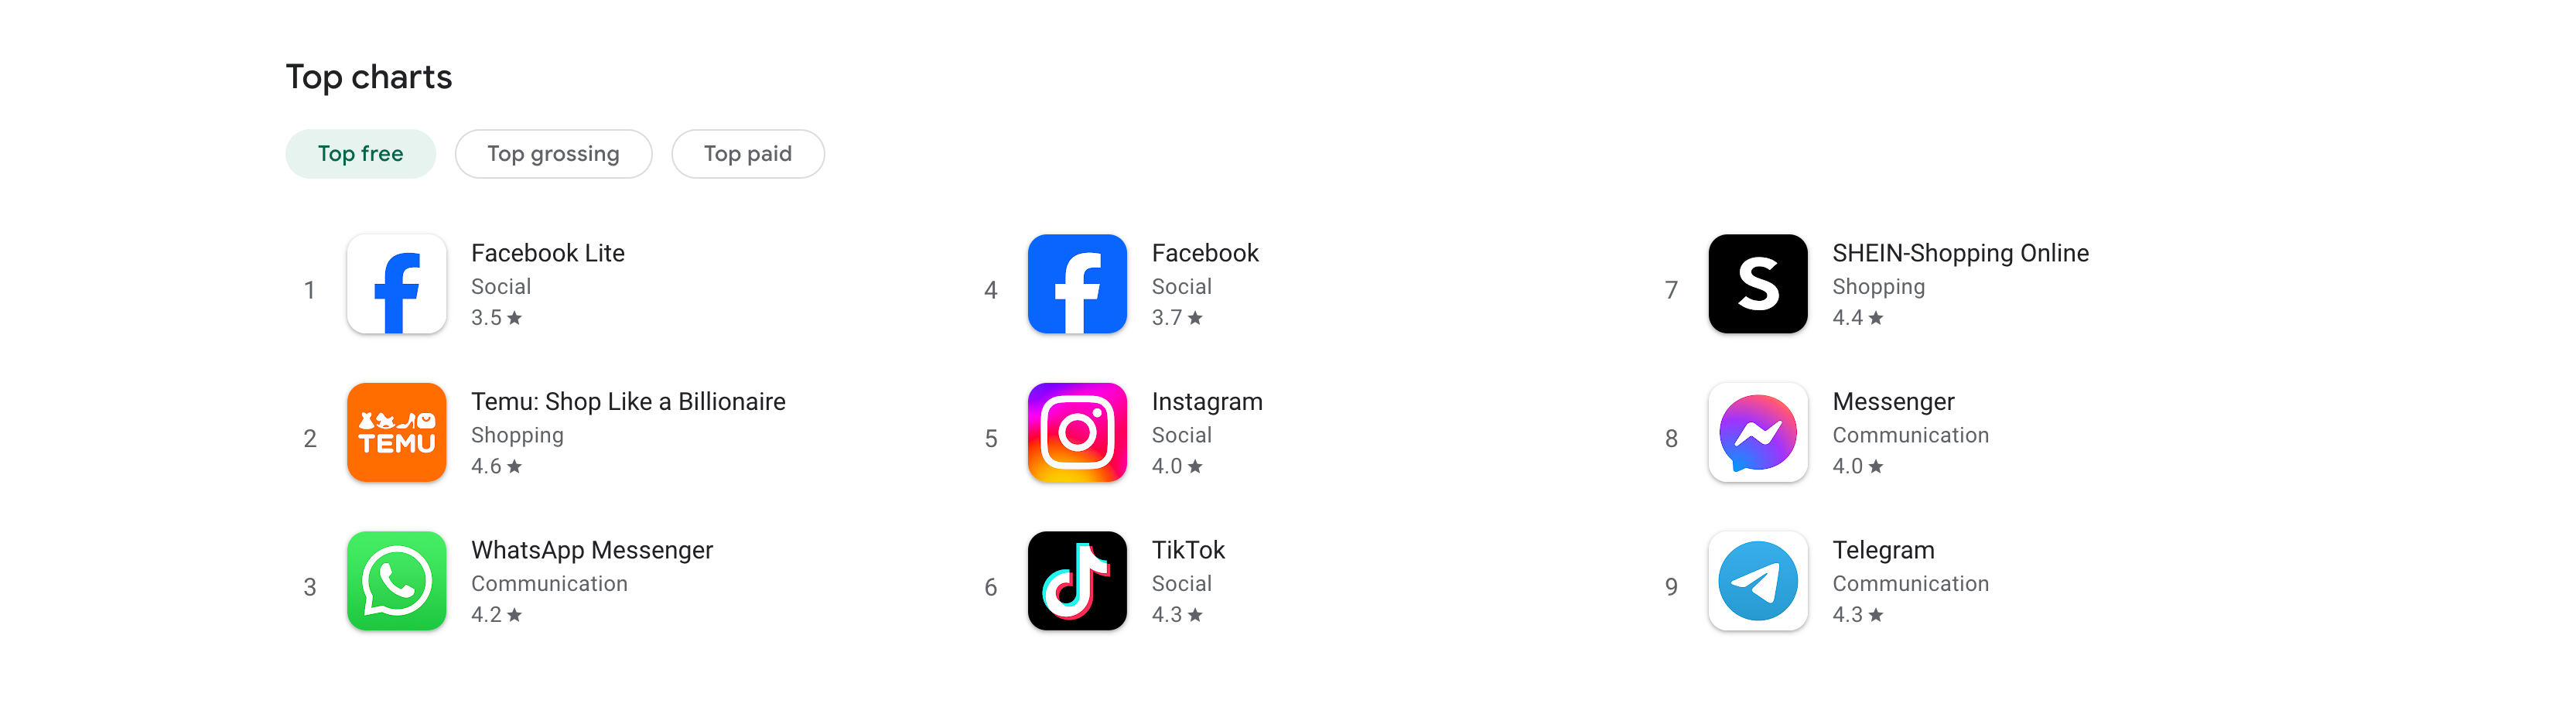 Top charts
Top free
Top grossing
Top paid
1
Facebook Lite
Social
3.5 ★
2
TEMU
Temu: Shop Like a Billionaire
Shopping
4.6 ★
3
WhatsApp Messenger
Communication
4.2 ★
4
Facebook
Social
3.7 ★
5
Instagram
Social
4.0 ★
6
TikTok
Social
4.3 ★
7
S
SHEIN-Shopping Online
Shopping
4.4 ★
8
Messenger
Communication
4.0 ★
9
Telegram
Communication
4.3 ★